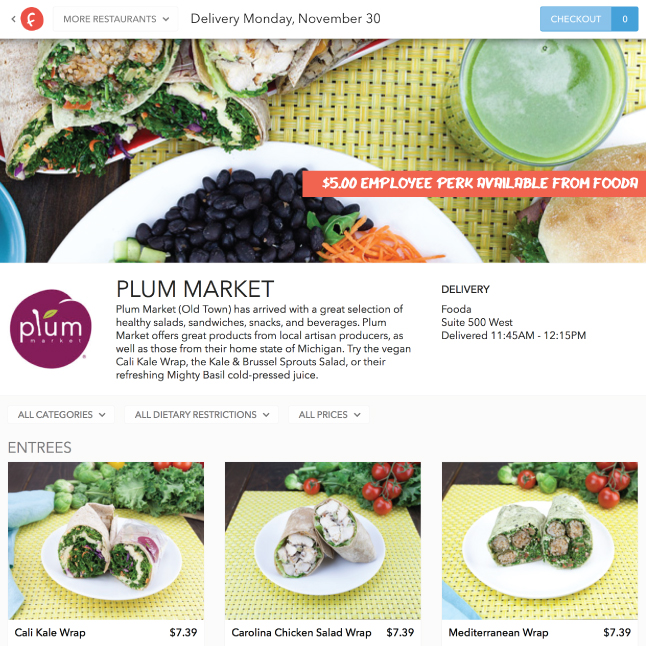 MORE RESTAURANTS
Delivery Monday, November 30
CHECKOUT 0
$5.00 EMPLOYEE PERK AVAILABLE FROM FOODA
plum
market
PLUM MARKET
Plum Market (Old Town) has arrived with a great selection of
healthy salads, sandwiches, snacks, and beverages. Plum
Market offers great products from local artisan producers, as
well as those from their home state of Michigan. Try the vegan
Cali Kale Wrap, the Kale & Brussel Sprouts Salad, or their
refreshing Mighty Basil cold-pressed juice.
DELIVERY
Fooda
Suite 500 West
Delivered 11:45AM - 12:15PM
ALL CATEGORIES
ALL DIETARY RESTRICTIONS
ALL PRICES
ENTREES
Cali Kale Wrap $7.39
Carolina Chicken Salad Wrap $7.39
Mediterranean Wrap $7.39